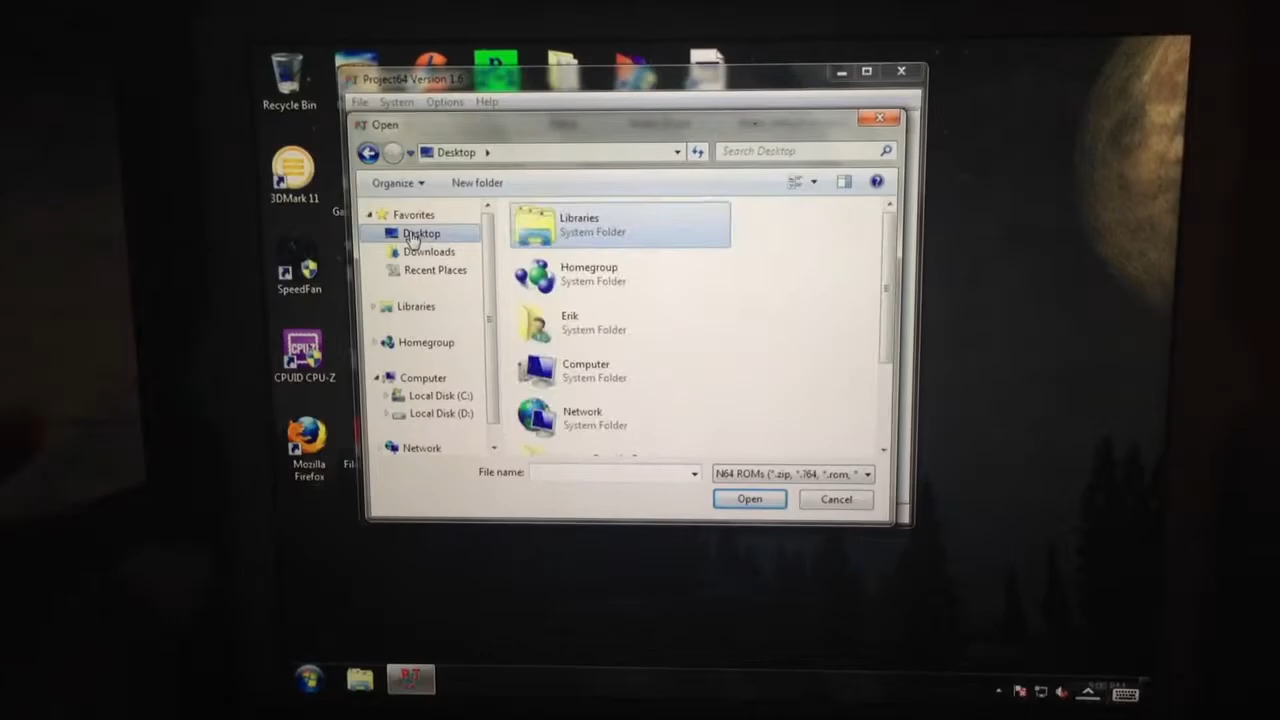 Recycle Bin
3DMark 11
SpeedFan
CPUID CPU-Z
Mozilla
Firefox
Project64 Version 1.6
File System Options Help
Open
Desktop
Search Desktop
Organize New folder
Favorites
Desktop
Downloads
Recent Places
Libraries
Homegroup
Computer
Local Disk (C:)
Local Disk (D:)
Network
Libraries
System Folder
Homegroup
System Folder
Erik
System Folder
Computer
System Folder
Network
System Folder
File name:
N64 ROMs (*.zip, *.?64, *.rom, *
Open Cancel